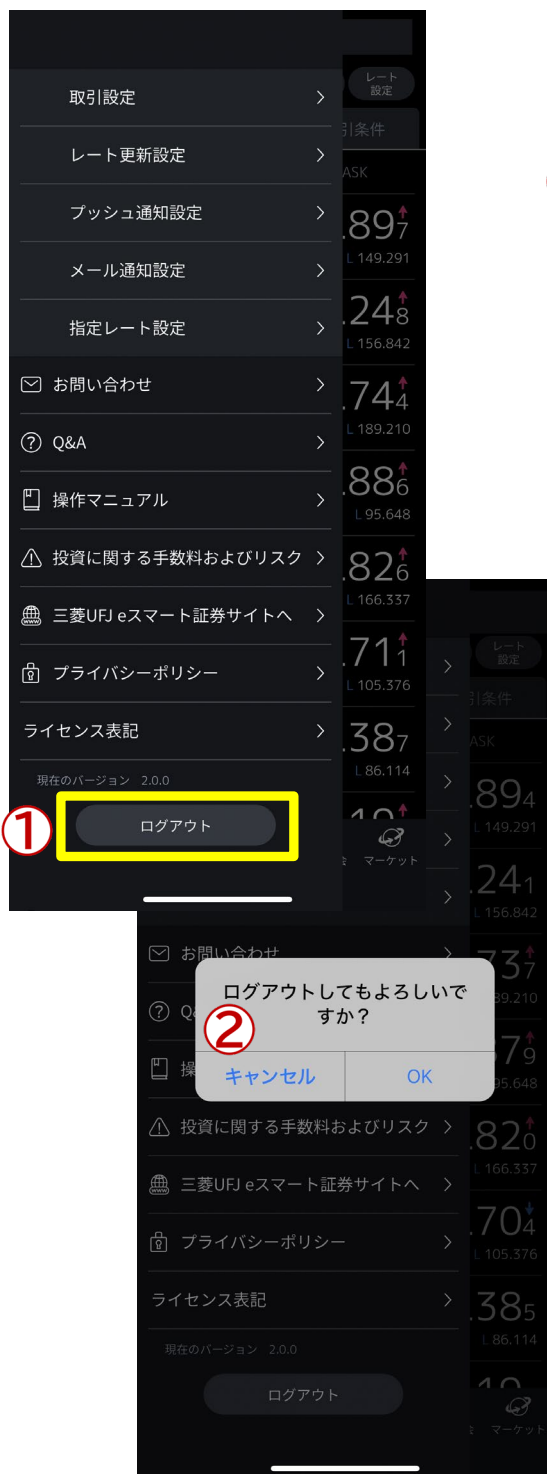 レート
設定
取引設定
引条件
レート更新設定
ASK
プッシュ通知設定
.897
L 149.291
メール通知設定
.248
指定レート設定
L 156.842
お問い合わせ
.744
L 189.210
Q&A
.886
操作マニュアル
L 95.648
投資に関する手数料およびリスク
.826
L 166.337
三菱UFJ eスマート証券サイトへ
.711
プライバシーポリシー
L 105.376
ライセンス表記
.387
L 86.114
現在のバージョン 2.0.0
①
ログアウト
マーケット
レート
設定
引条件
ASK
.894
L 149.291
.241
L 156.842
お問い合わせ
.737
89.210
ログアウトしてもよろしいで
すか？
②
キャンセル
OK
操
79
95.648
投資に関する手数料およびリスク
.820
L 166.337
三菱UFJ eスマート証券サイトへ
.704
プライバシーポリシー
L 105.376
ライセンス表記
.385
L 86.114
現在のバージョン 2.0.0
ログアウト
マーケット